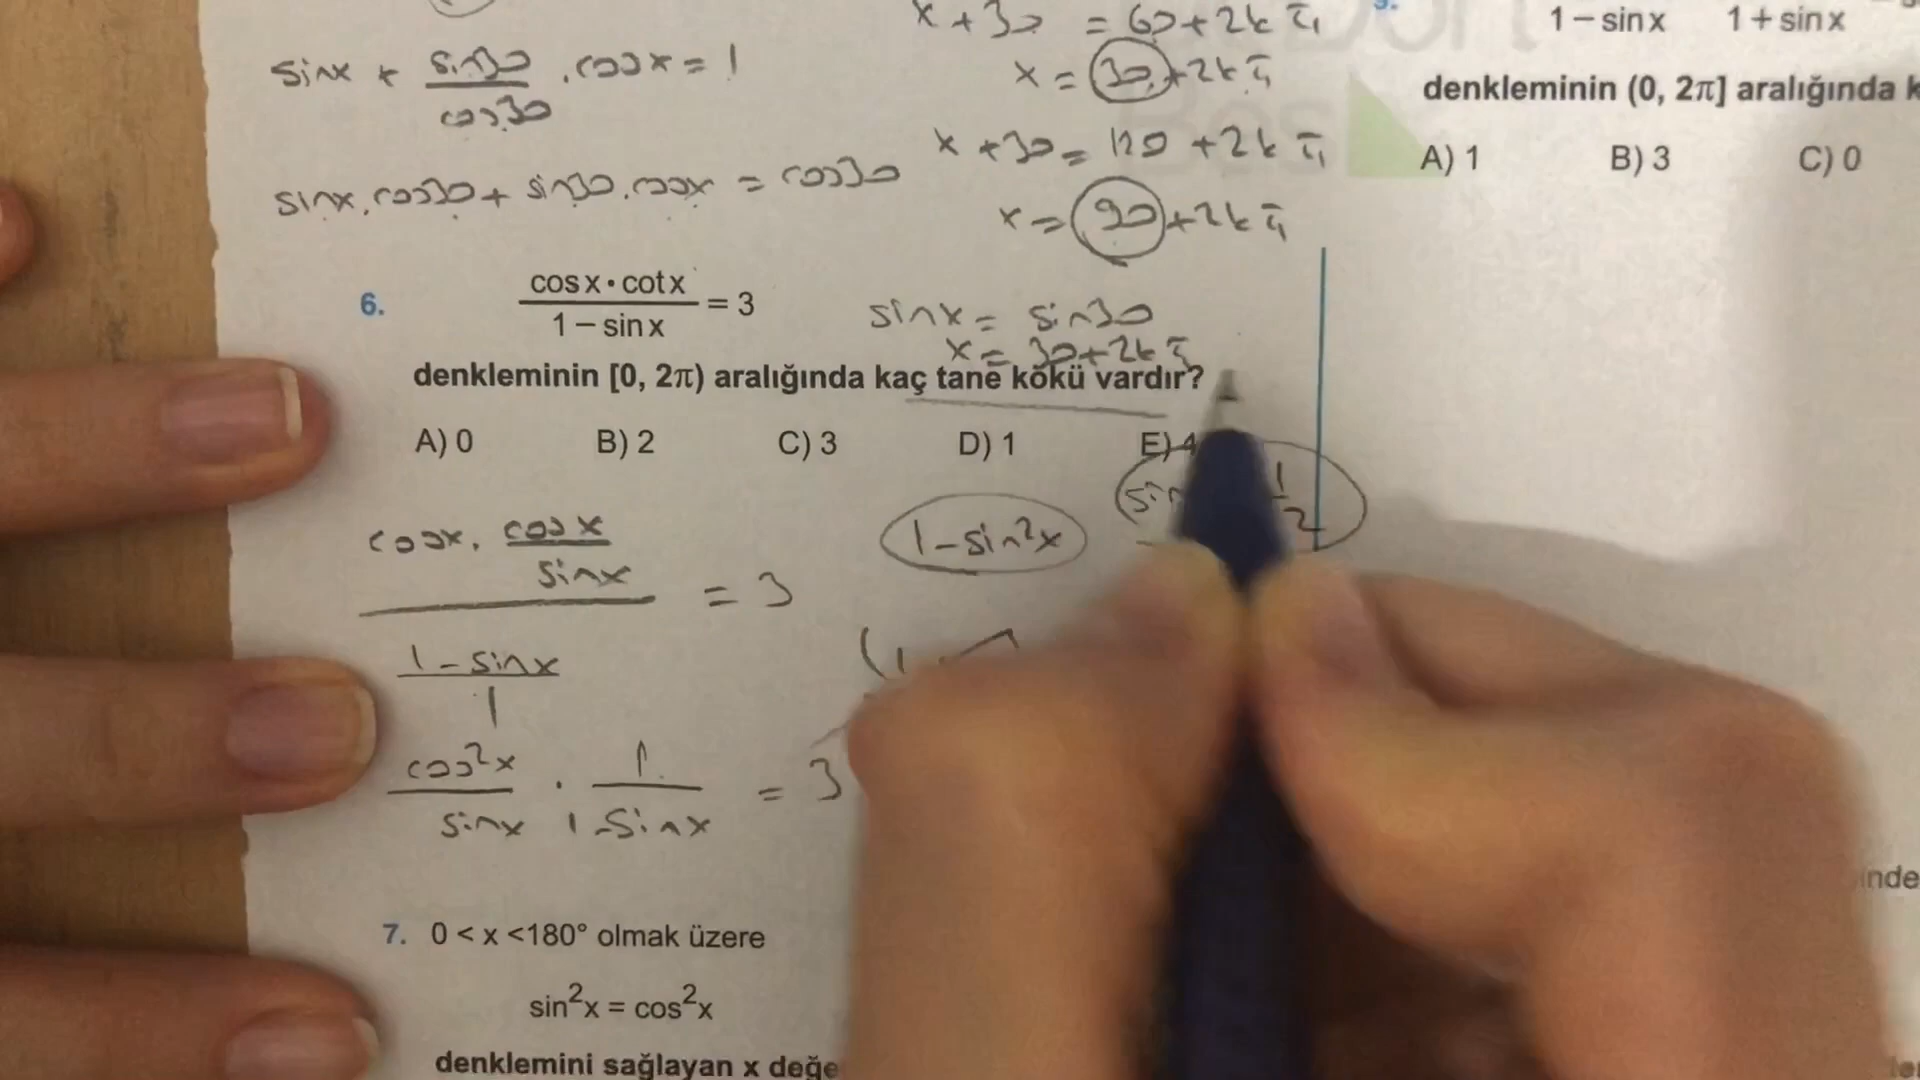 x + 30 = 60 + 2kπ
sinx + sin30/cos30 . cosx = 1
x = 30 + 2kπ
x + 30 = 120 + 2kπ
sinx.cos30 + sin30.cosx = cos30
x = 90 + 2kπ
1 − sin x 1 + sin x
denkleminin (0, 2π] aralığında k
A) 1 B) 3 C) 0
6. cos x • cot x / 1 − sin x = 3
sinx = sin30
x = 30 + 2kπ
denkleminin [0, 2π) aralığında kaç tane kökü vardır?
A) 0 B) 2 C) 3 D) 1 E) 4
cosx . cosx/sinx / 1 − sinx/1 = 3
1 − sin²x
sin 1/2
cos²x/sinx . 1/1 − sinx = 3
7. 0 < x < 180° olmak üzere
sin²x = cos²x
denklemini sağlayan x değe
inde